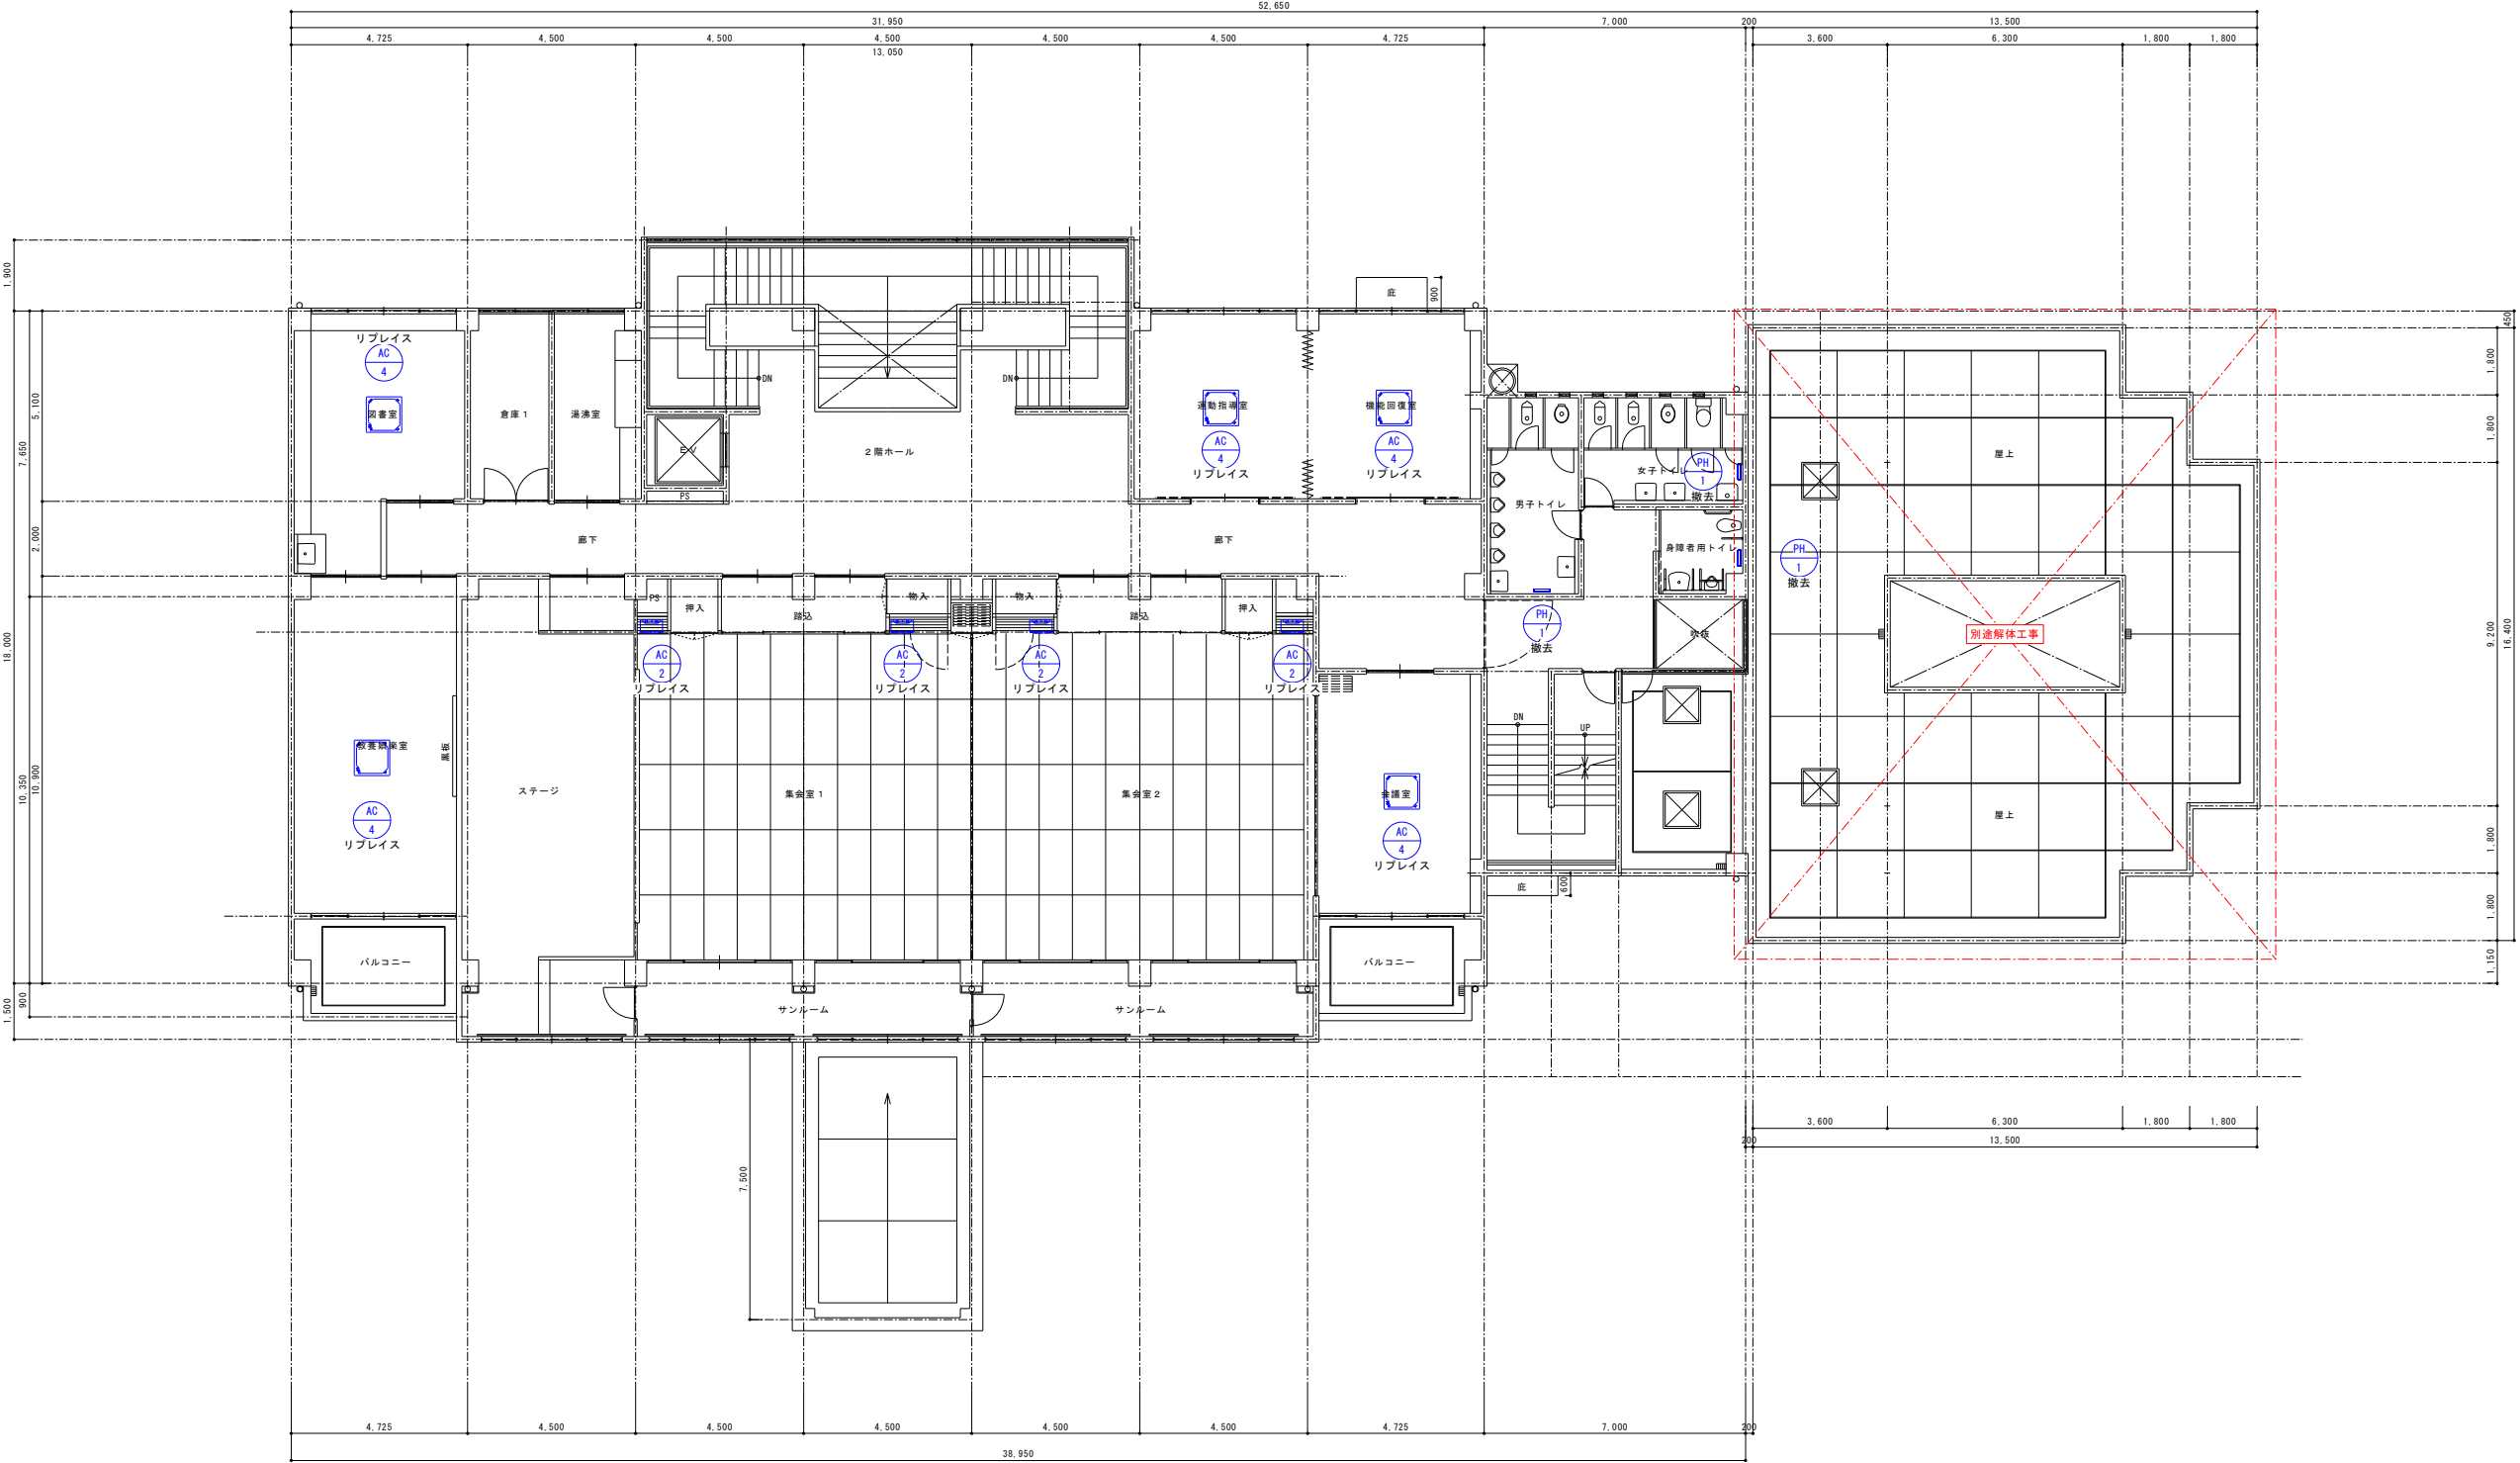 52,650
31,950
7,000
200
13,500
4,725
4,500
4,500
4,500
4,500
4,500
4,725
3,600
6,300
1,800
1,800
13,050
1,900
庇
900
450
リプレイス
AC
4
図書室
倉庫1
湯沸室
DN
DN
EV
PS
2階ホール
運動指導室
AC
4
リプレイス
機能回復室
AC
4
リプレイス
女子トイレ
PH
1
撤去
男子トイレ
身障者用トイレ
PH
1
撤去
屋上
1,800
1,800
5,100
7,650
2,000
廊下
廊下
PS
押入
踏込
物入
物入
踏込
押入
PH
1
撤去
吹抜
別途解体工事
AC
2
リプレイス
AC
2
リプレイス
AC
2
リプレイス
AC
2
リプレイス
18,000
10,350
10,900
9,200
16,400
教養娯楽室
AC
4
リプレイス
黒板
ステージ
集会室1
集会室2
会議室
AC
4
リプレイス
DN
UP
屋上
庇
600
1,800
1,800
1,150
バルコニー
バルコニー
サンルーム
サンルーム
900
1,500
7,500
3,600
6,300
1,800
1,800
200
13,500
4,725
4,500
4,500
4,500
4,500
4,500
4,725
7,000
200
38,950